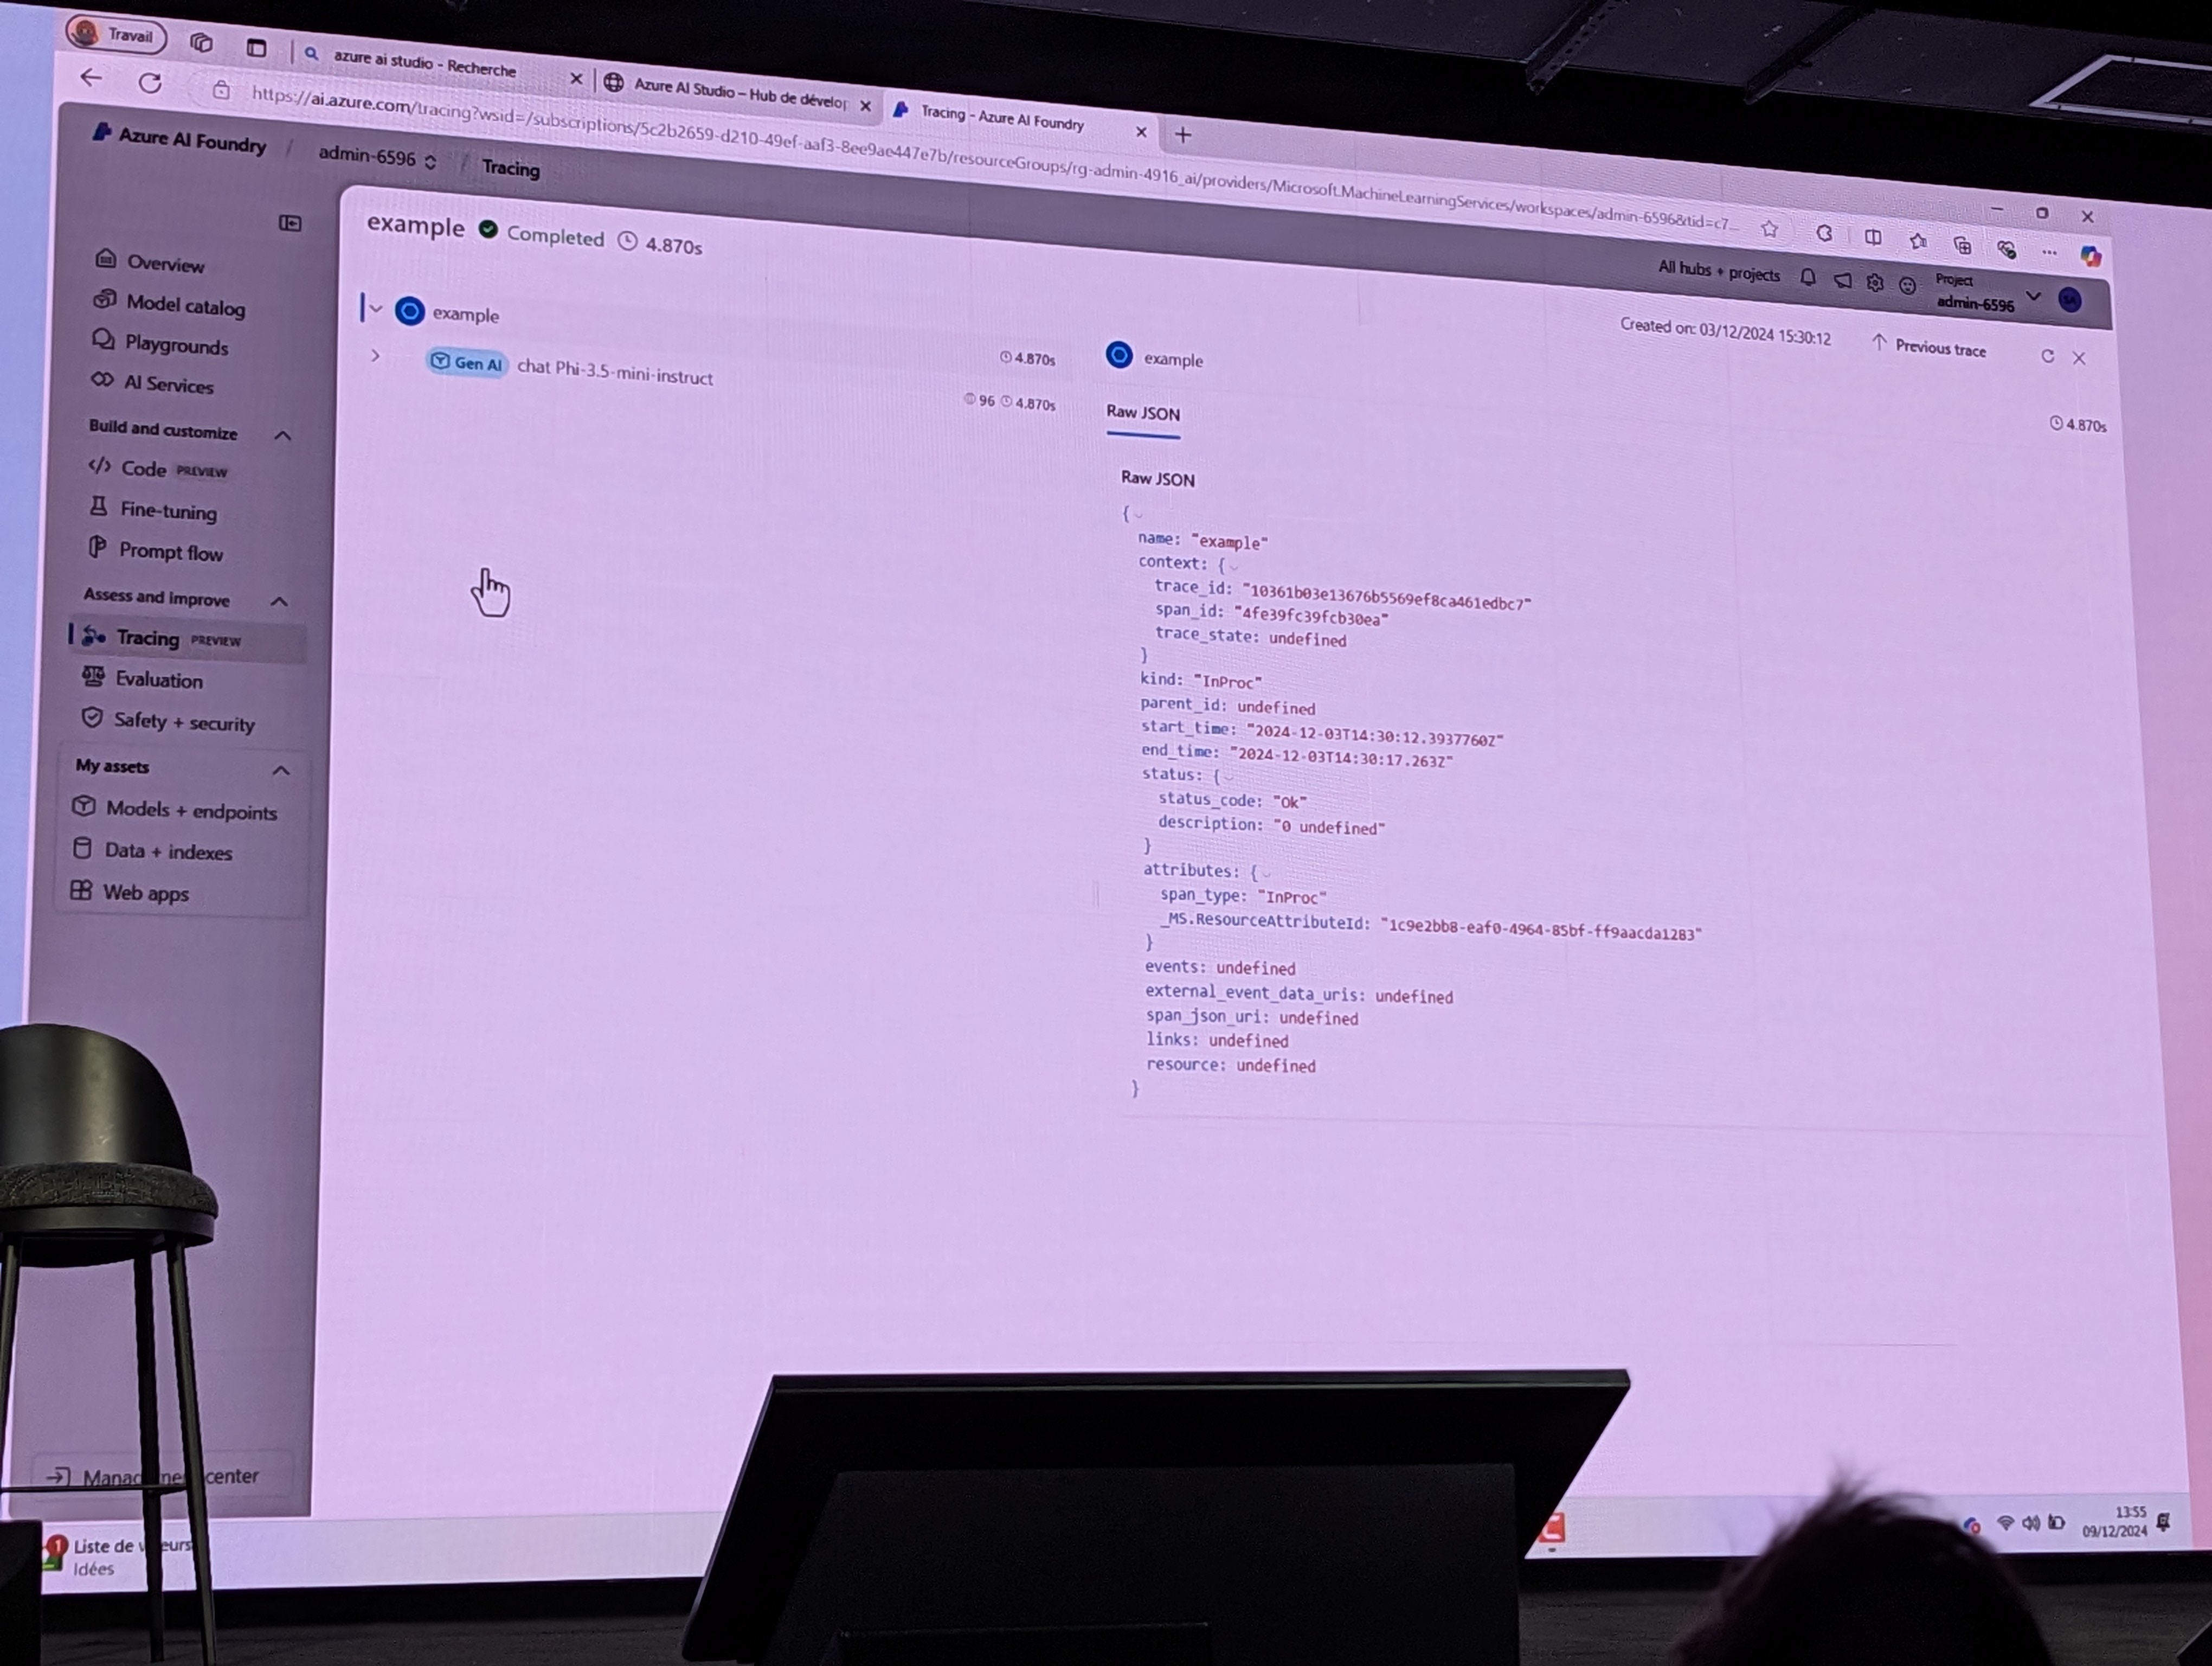 Travail
azure ai studio - Recherche
Azure AI Studio – Hub de dévelop
Tracing - Azure AI Foundry
https://ai.azure.com/tracing?wsid=/subscriptions/5c2b2659-d210-49ef-aaf3-8ee9ae447e7b/resourceGroups/rg-admin-4916_ai/providers/Microsoft.MachineLearningServices/workspaces/admin-6596&tid=c7...
Azure AI Foundry / admin-6596 / Tracing
All hubs + projects
Project
admin-6596
Overview
Model catalog
Playgrounds
AI Services
Build and customize
Code PREVIEW
Fine-tuning
Prompt flow
Assess and improve
Tracing PREVIEW
Evaluation
Safety + security
My assets
Models + endpoints
Data + indexes
Web apps
center
example Completed 4.870s
Created on: 03/12/2024 15:30:12
Previous trace
example
4.870s
Gen AI chat Phi-3.5-mini-instruct
96 4.870s
example
4.870s
Raw JSON
Raw JSON
{
name: "example"
context: {
trace_id: "10361b03e13676b5569ef8ca461edbc7"
span_id: "4fe39fc39fcb30ea"
trace_state: undefined
}
kind: "InProc"
parent_id: undefined
start_time: "2024-12-03T14:30:12.3937760Z"
end_time: "2024-12-03T14:30:17.263Z"
status: {
status_code: "Ok"
description: "0 undefined"
}
attributes: {
span_type: "InProc"
_MS.ResourceAttributeId: "1c9e2bb8-eaf0-4964-85bf-ff9aacda1283"
}
events: undefined
external_event_data_uris: undefined
span_json_uri: undefined
links: undefined
resource: undefined
}
1
Liste de
Idées
13:55
09/12/2024